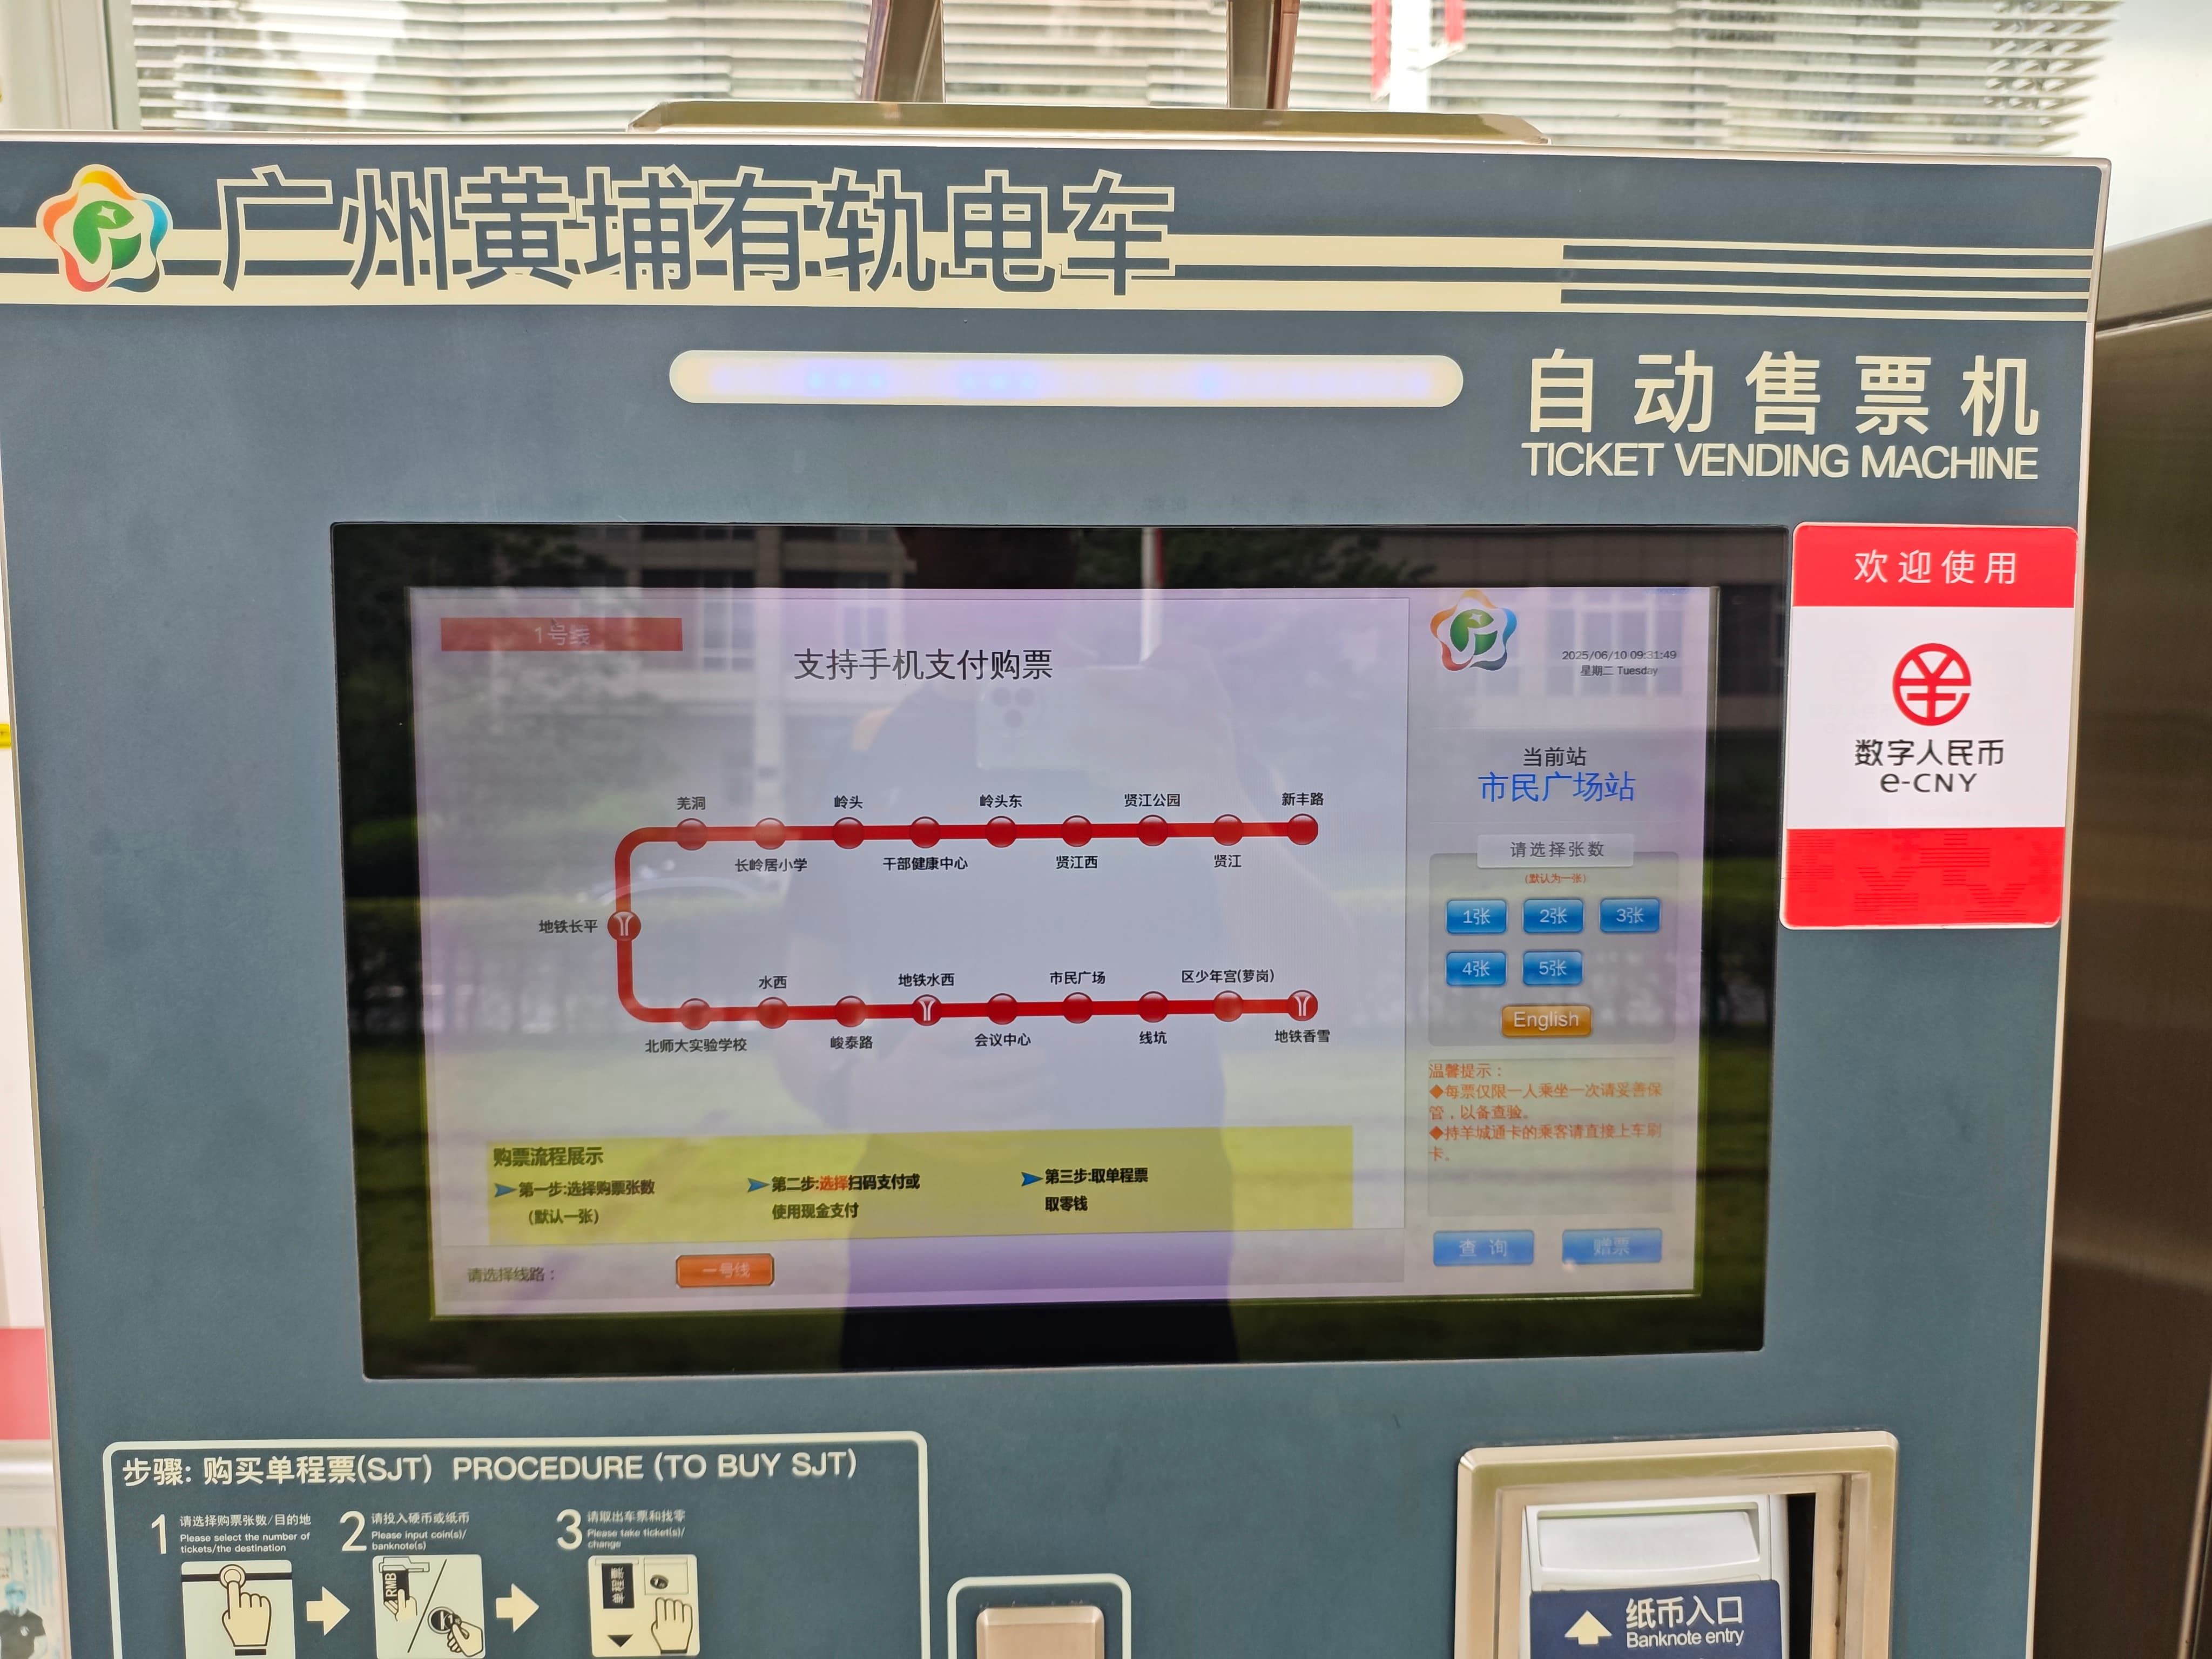 广州黄埔有轨电车
自动售票机
TICKET VENDING MACHINE
欢迎使用
数字人民币
e-CNY
1号线
支持手机支付购票
2025/06/10 09:31:49
星期二 Tuesday
当前站
市民广场站
羌洞
岭头
岭头东
贤江公园
新丰路
长岭居小学
干部健康中心
贤江西
贤江
地铁长平
水西
地铁水西
市民广场
区少年宫(萝岗)
北师大实验学校
峻泰路
会议中心
线坑
地铁香雪
请选择张数
(默认为一张)
1张
2张
3张
4张
5张
English
温馨提示：
◆每票仅限一人乘坐一次请妥善保
管，以备查验。
◆持羊城通卡的乘客请直接上车刷
卡。
购票流程展示
第一步:选择购票张数
(默认一张)
第二步:选择扫码支付或
使用现金支付
第三步:取单程票
取零钱
请选择线路：
一号线
查 询
赠票
步骤: 购买单程票(SJT) PROCEDURE (TO BUY SJT)
1
请选择购票张数/目的地
Please select the number of
tickets/the destination
2
请投入硬币或纸币
Please input coin(s)/
banknote(s)
3
请取出车票和找零
Please take ticket(s)/
change
RMB
单程票
纸币入口
Banknote entry